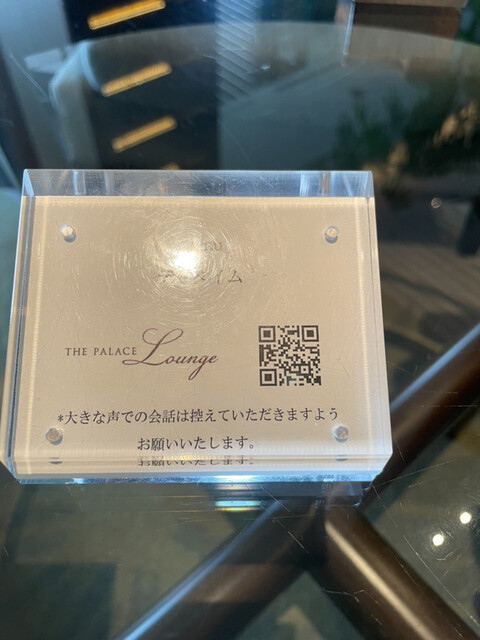 THE PALACE Lounge
*大きな声での会話は控えていただきますよう
お願いいたします。